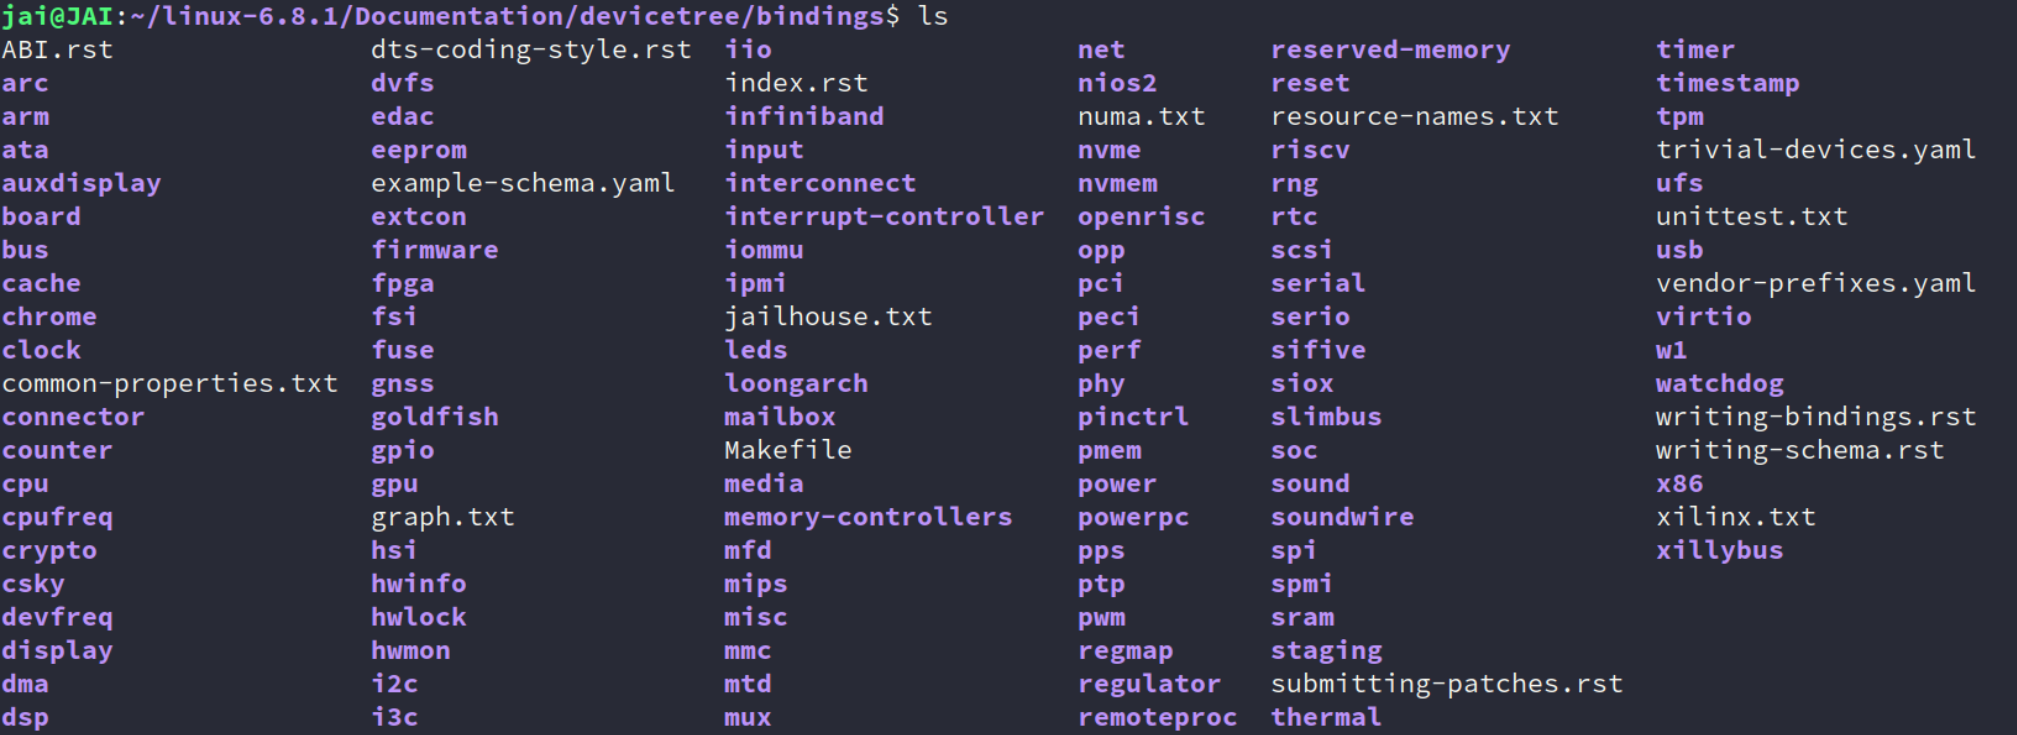 jai@JAI:~/linux-6.8.1/Documentation/devicetree/bindings$ ls
ABI.rst dts-coding-style.rst iio net reserved-memory timer
arc dvfs index.rst nios2 reset timestamp
arm edac infiniband numa.txt resource-names.txt tpm
ata eeprom input nvme riscv trivial-devices.yaml
auxdisplay example-schema.yaml interconnect nvmem rng ufs
board extcon interrupt-controller openrisc rtc unittest.txt
bus firmware iommu opp scsi usb
cache fpga ipmi pci serial vendor-prefixes.yaml
chrome fsi jailhouse.txt peci serio virtio
clock fuse leds perf sifive w1
common-properties.txt gnss loongarch phy siox watchdog
connector goldfish mailbox pinctrl slimbus writing-bindings.rst
counter gpio Makefile pmem soc writing-schema.rst
cpu gpu media power sound x86
cpufreq graph.txt memory-controllers powerpc soundwire xilinx.txt
crypto hsi mfd pps spi xillybus
csky hwinfo mips ptp spmi
devfreq hwlock misc pwm sram
display hwmon mmc regmap staging
dma i2c mtd regulator submitting-patches.rst
dsp i3c mux remoteproc thermal